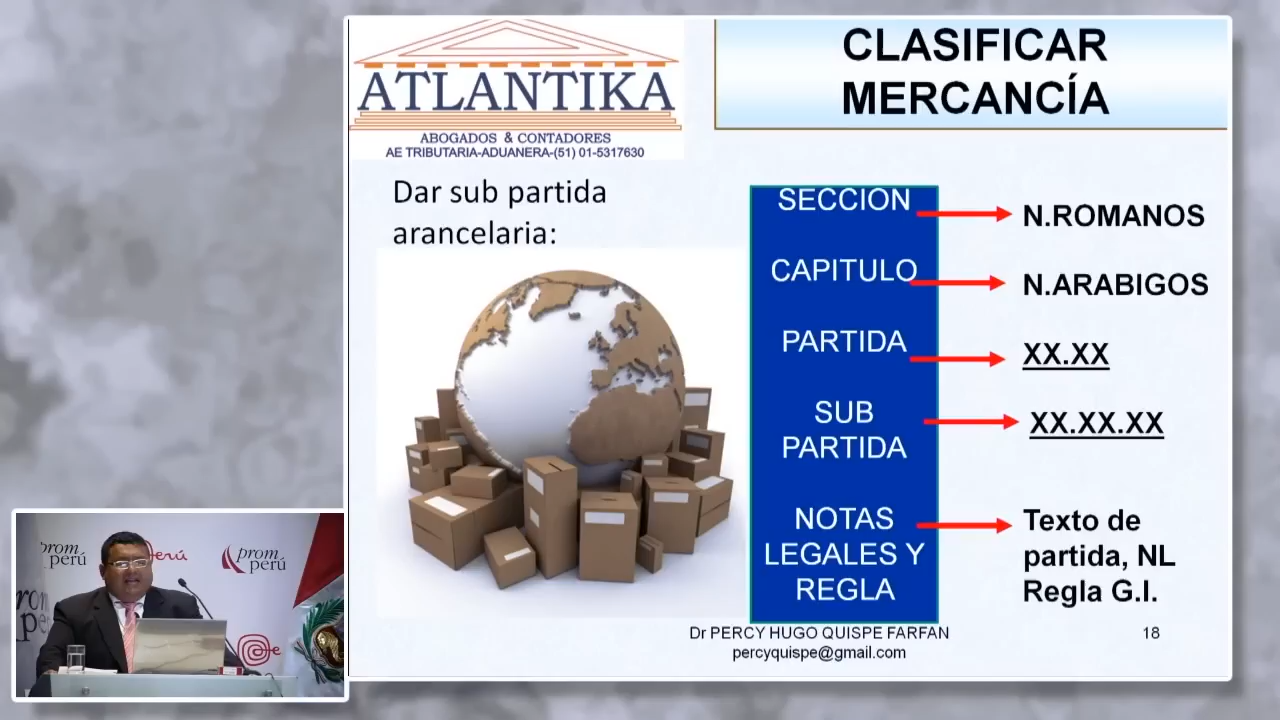 ATLANTIKA
ABOGADOS & CONTADORES
AE TRIBUTARIA-ADUANERA-(51) 01-5317630
CLASIFICAR
MERCANCÍA
Dar sub partida
arancelaria:
SECCION
N.ROMANOS
CAPITULO
N.ARABIGOS
PARTIDA
XX.XX
SUB
PARTIDA
XX.XX.XX
NOTAS
LEGALES Y
REGLA
Texto de
partida, NL
Regla G.I.
Dr PERCY HUGO QUISPE FARFAN
percyquispe@gmail.com
18
prom
perú
Perú
prom
perú